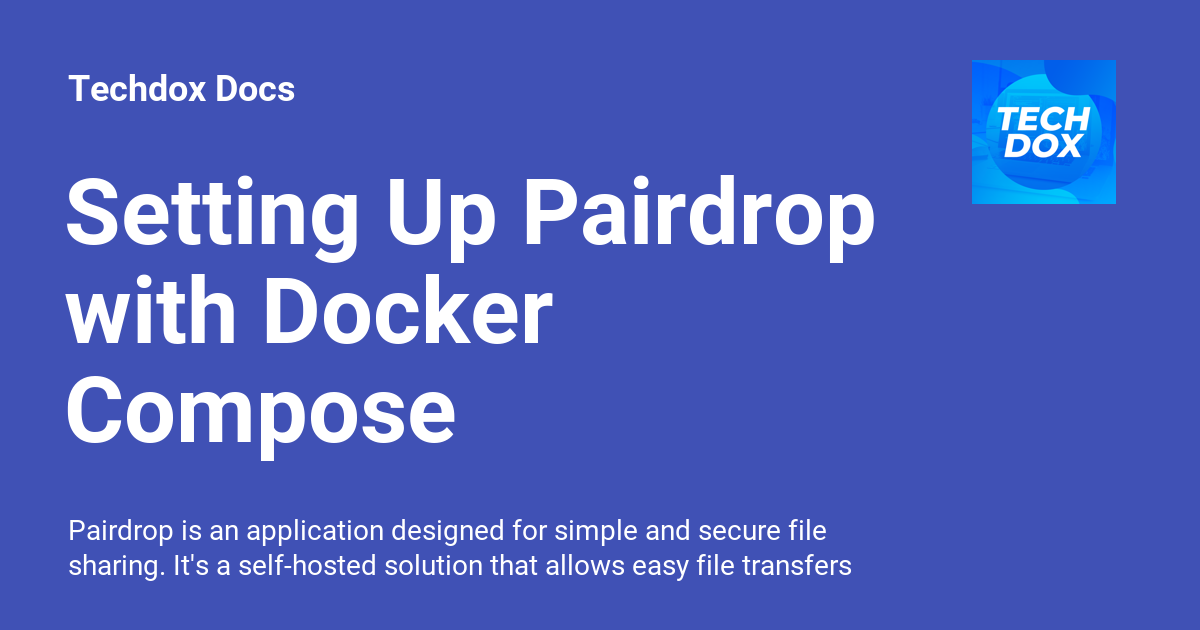 Techdox Docs
TECH
DOX
Setting Up Pairdrop
with Docker
Compose
Pairdrop is an application designed for simple and secure file
sharing. It's a self-hosted solution that allows easy file transfers